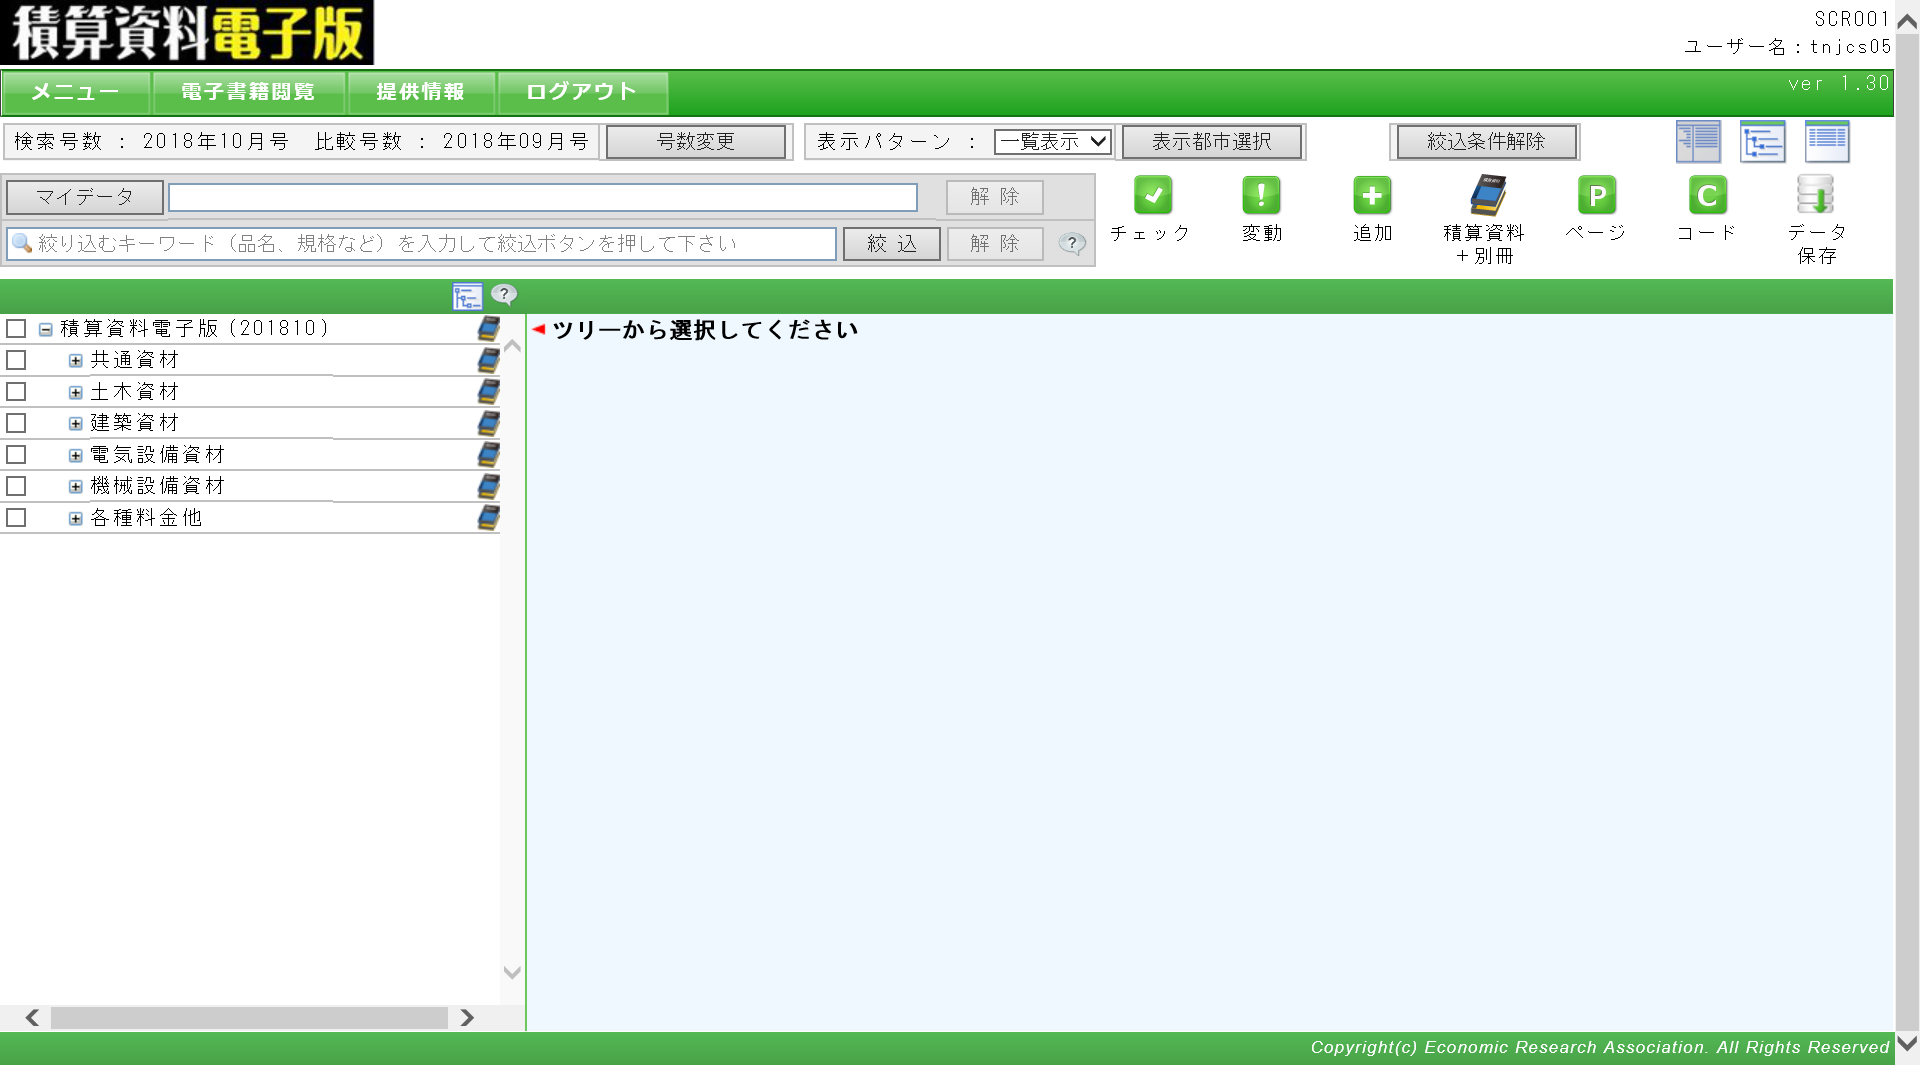 積算資料電子版
SCR001
ユーザー名：tnjcs05
メニュー 電子書籍閲覧 提供情報 ログアウト
ver 1.30
検索号数 ： 2018年10月号 比較号数 ： 2018年09月号 号数変更 表示パターン ： 一覧表示 表示都市選択 絞込条件解除
マイデータ 解 除
絞り込むキーワード（品名、規格など）を入力して絞込ボタンを押して下さい 絞 込 解 除 ?
チェック 変動 追加 積算資料 P ページ C コード データ
＋別冊 保存
?
積算資料電子版（201810） ツリーから選択してください
共通資材
土木資材
建築資材
電気設備資材
機械設備資材
各種料金他
Copyright(c) Economic Research Association. All Rights Reserved